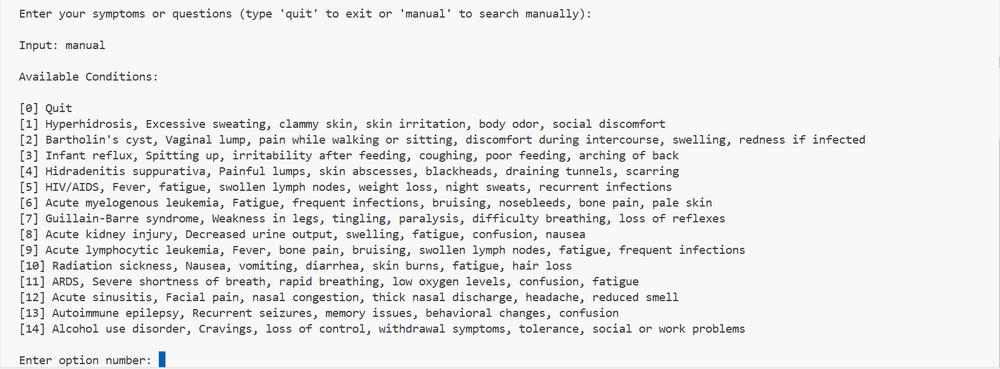 Enter your symptoms or questions (type 'quit' to exit or 'manual' to search manually):
Input: manual
Available Conditions:
[0] Quit
[1] Hyperhidrosis, Excessive sweating, clammy skin, skin irritation, body odor, social discomfort
[2] Bartholin's cyst, Vaginal lump, pain while walking or sitting, discomfort during intercourse, swelling, redness if infected
[3] Infant reflux, Spitting up, irritability after feeding, coughing, poor feeding, arching of back
[4] Hidradenitis suppurativa, Painful lumps, skin abscesses, blackheads, draining tunnels, scarring
[5] HIV/AIDS, Fever, fatigue, swollen lymph nodes, weight loss, night sweats, recurrent infections
[6] Acute myelogenous leukemia, Fatigue, frequent infections, bruising, nosebleeds, bone pain, pale skin
[7] Guillain-Barre syndrome, Weakness in legs, tingling, paralysis, difficulty breathing, loss of reflexes
[8] Acute kidney injury, Decreased urine output, swelling, fatigue, confusion, nausea
[9] Acute lymphocytic leukemia, Fever, bone pain, bruising, swollen lymph nodes, fatigue, frequent infections
[10] Radiation sickness, Nausea, vomiting, diarrhea, skin burns, fatigue, hair loss
[11] ARDS, Severe shortness of breath, rapid breathing, low oxygen levels, confusion, fatigue
[12] Acute sinusitis, Facial pain, nasal congestion, thick nasal discharge, headache, reduced smell
[13] Autoimmune epilepsy, Recurrent seizures, memory issues, behavioral changes, confusion
[14] Alcohol use disorder, Cravings, loss of control, withdrawal symptoms, tolerance, social or work problems
Enter option number: